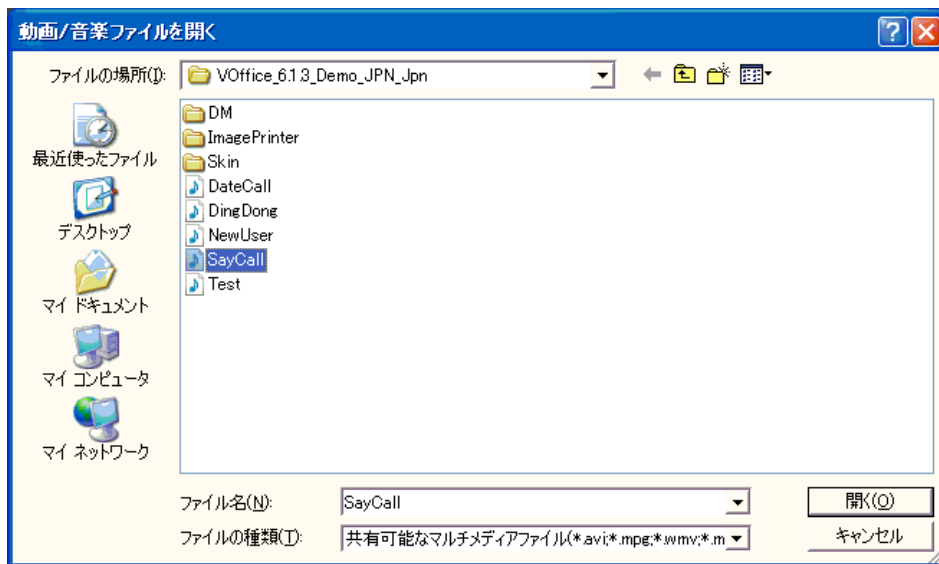 動画/音楽ファイルを開く
ファイルの場所(I):
VOffice_6.1.3_Demo_JPN_Jpn
最近使ったファイル
デスクトップ
マイ ドキュメント
マイ コンピュータ
マイ ネットワーク
DM
ImagePrinter
Skin
DateCall
DingDong
NewUser
SayCall
Test
ファイル名(N):
SayCall
開く(O)
ファイルの種類(T):
共有可能なマルチメディアファイル(*.avi;*.mpg;*.wmv;*.m
キャンセル